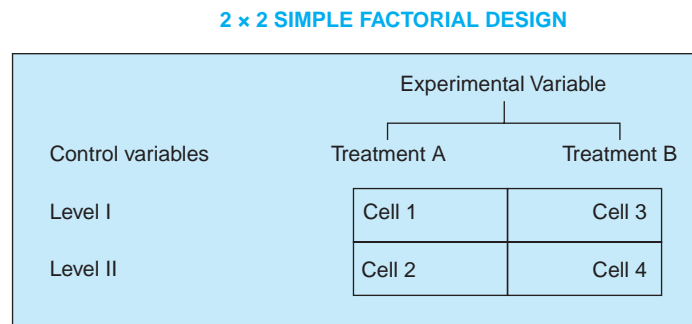 2 × 2 SIMPLE FACTORIAL DESIGN
Experimental Variable
Control variables Treatment A Treatment B
Level I Cell 1 Cell 3
Level II Cell 2 Cell 4